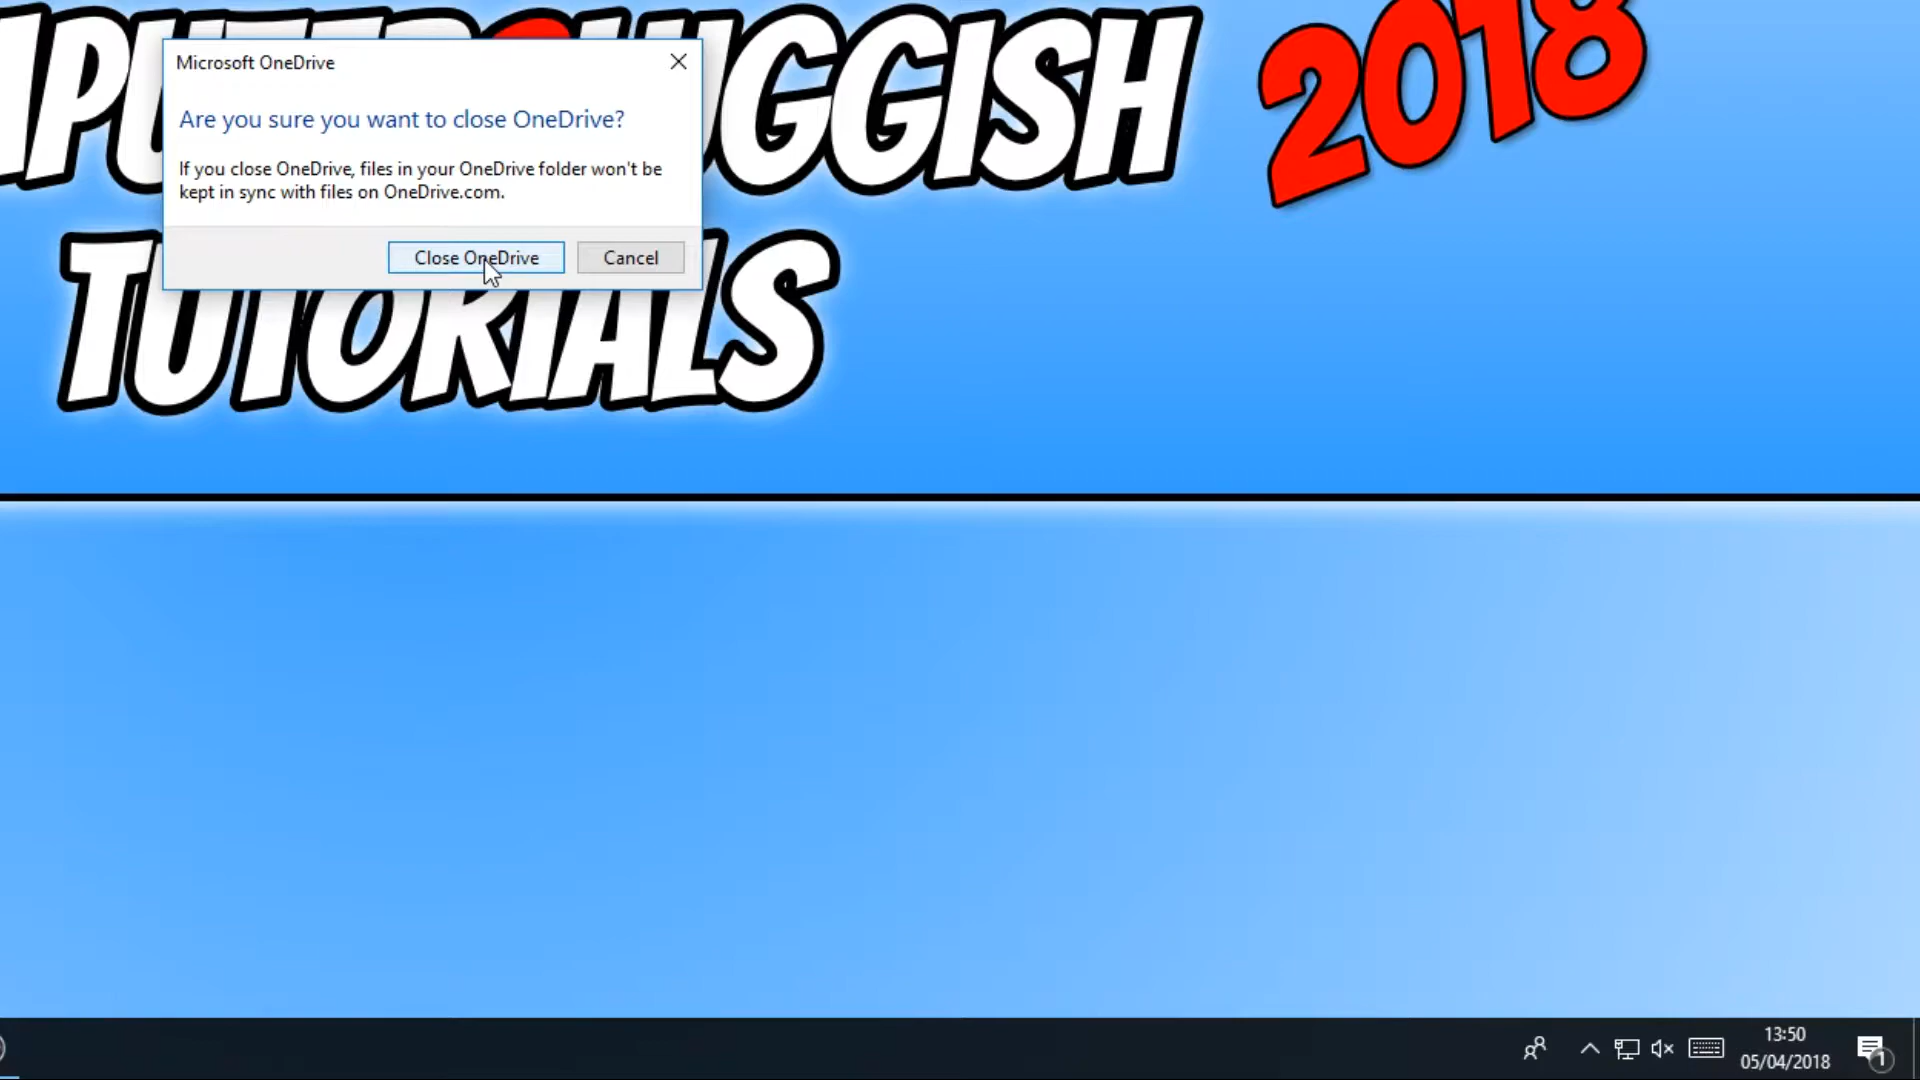 2018
Microsoft OneDrive
Are you sure you want to close OneDrive?
If you close OneDrive, files in your OneDrive folder won't be
kept in sync with files on OneDrive.com.
Close OneDrive
Cancel
TUTORIALS
13:50
05/04/2018
1